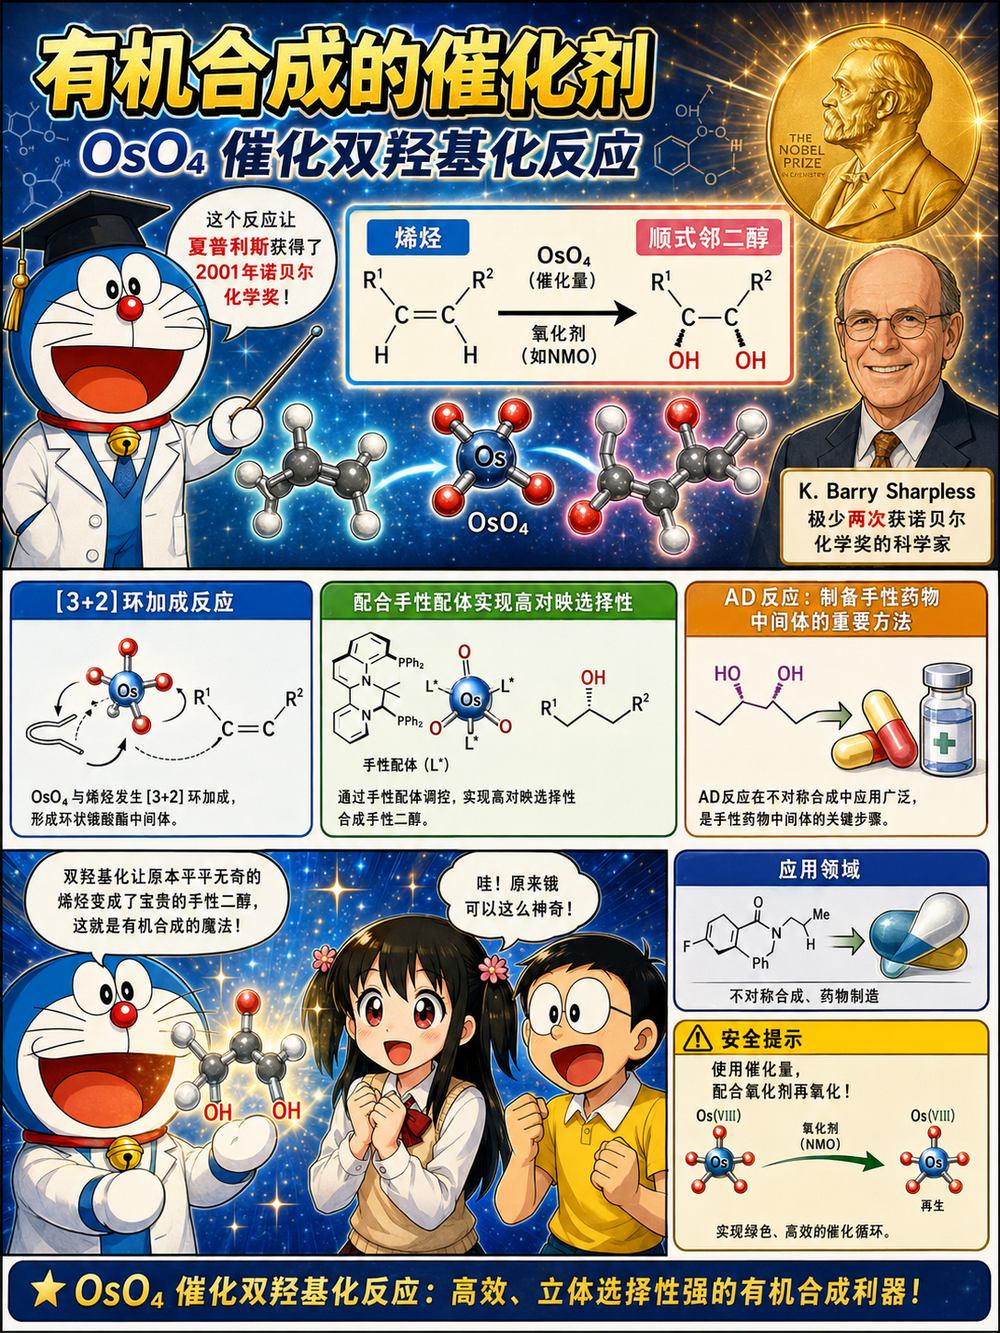 有机合成的催化剂
OsO₄ 催化双羟基化反应
THE
NOBEL
PRIZE
IN CHEMISTRY
这个反应让
夏普利斯获得了
2001年诺贝尔
化学奖！
烯烃
R¹ R²
C=C
H H
OsO₄
（催化量）
氧化剂
（如NMO）
顺式邻二醇
R¹ R²
C—C
OH OH
Os
OsO₄
K. Barry Sharpless
极少两次获诺贝尔
化学奖的科学家
[3+2]环加成反应
Os
R¹ R²
C=C
OsO₄ 与烯烃发生 [3+2] 环加成，
形成环状锇酸酯中间体。
配合手性配体实现高对映选择性
N
PPh₂
N
PPh₂
手性配体（L*）
O
L* L*
Os
O O
L*
OH
R¹ R²
通过手性配体调控，实现高对映选择性
合成手性二醇。
AD反应：制备手性药物
中间体的重要方法
HO OH
AD反应在不对称合成中应用广泛，
是手性药物中间体的关键步骤。
双羟基化让原本平平无奇的
烯烃变成了宝贵的手性二醇，
这就是有机合成的魔法！
哇！原来锇
可以这么神奇！
OH OH
应用领域
O
F
N
Me
H
Ph
不对称合成、药物制造
安全提示
使用催化量，
配合氧化剂再氧化！
Os(VIII)
Os
氧化剂
（NMO）
Os(VIII)
Os
再生
实现绿色、高效的催化循环。
OsO₄ 催化双羟基化反应：高效、立体选择性强的有机合成利器！